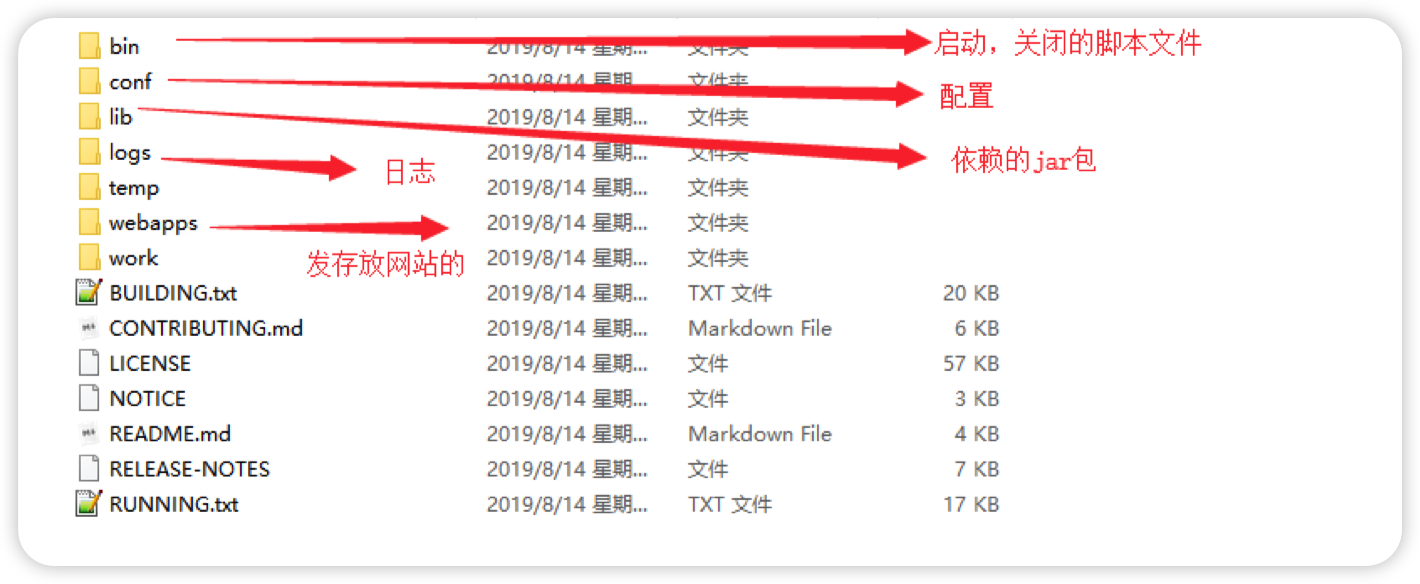 bin 2019/8/14 星期... 文件夹 启动，关闭的脚本文件
conf 2019/8/14 星期... 文件夹 配置
lib 2019/8/14 星期... 文件夹
logs 2019/8/14 星期... 文件夹 依赖的jar包
日志
temp 2019/8/14 星期... 文件夹
webapps 2019/8/14 星期... 文件夹
work 2019/8/14 星期... 文件夹
发存放网站的
BUILDING.txt 2019/8/14 星期... TXT 文件 20 KB
CONTRIBUTING.md 2019/8/14 星期... Markdown File 6 KB
LICENSE 2019/8/14 星期... 文件 57 KB
NOTICE 2019/8/14 星期... 文件 3 KB
README.md 2019/8/14 星期... Markdown File 4 KB
RELEASE-NOTES 2019/8/14 星期... 文件 7 KB
RUNNING.txt 2019/8/14 星期... TXT 文件 17 KB